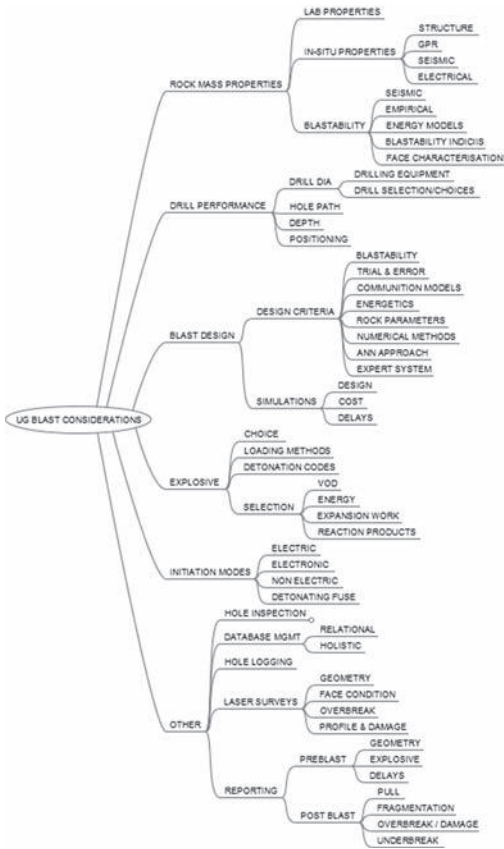 LAB PROPERTIES
STRUCTURE
GPR
IN-SITU PROPERTIES
SEISMIC
ELECTRICAL
ROCK MASS PROPERTIES
SEISMIC
EMPIRICAL
BLASTABILITY
ENERGY MODELS
BLASTABILITY INDICIIS
FACE CHARACTERISATION
DRILLING EQUIPMENT
DRILL DIA
DRILL SELECTION/CHOICES
DRILL PERFORMANCE
HOLE PATH
DEPTH
POSITIONING
BLASTABILITY
TRIAL & ERROR
COMMUNITION MODELS
DESIGN CRITERIA
ENERGETICS
ROCK PARAMETERS
NUMERICAL METHODS
BLAST DESIGN
ANN APPROACH
EXPERT SYSTEM
DESIGN
SIMULATIONS
COST
DELAYS
UG BLAST CONSIDERATIONS
CHOICE
LOADING METHODS
DETONATION CODES
EXPLOSIVE
VOD
SELECTION
ENERGY
EXPANSION WORK
REACTION PRODUCTS
ELECTRIC
INITIATION MODES
ELECTRONIC
NON ELECTRIC
DETONATING FUSE
HOLE INSPECTION
DATABASE MGMT
RELATIONAL
HOLISTIC
HOLE LOGGING
GEOMETRY
LASER SURVEYS
FACE CONDITION
OVERBREAK
PROFILE & DAMAGE
OTHER
GEOMETRY
PREBLAST
EXPLOSIVE
DELAYS
REPORTING
PULL
POST BLAST
FRAGMENTATION
OVERBREAK / DAMAGE
UNDERBREAK